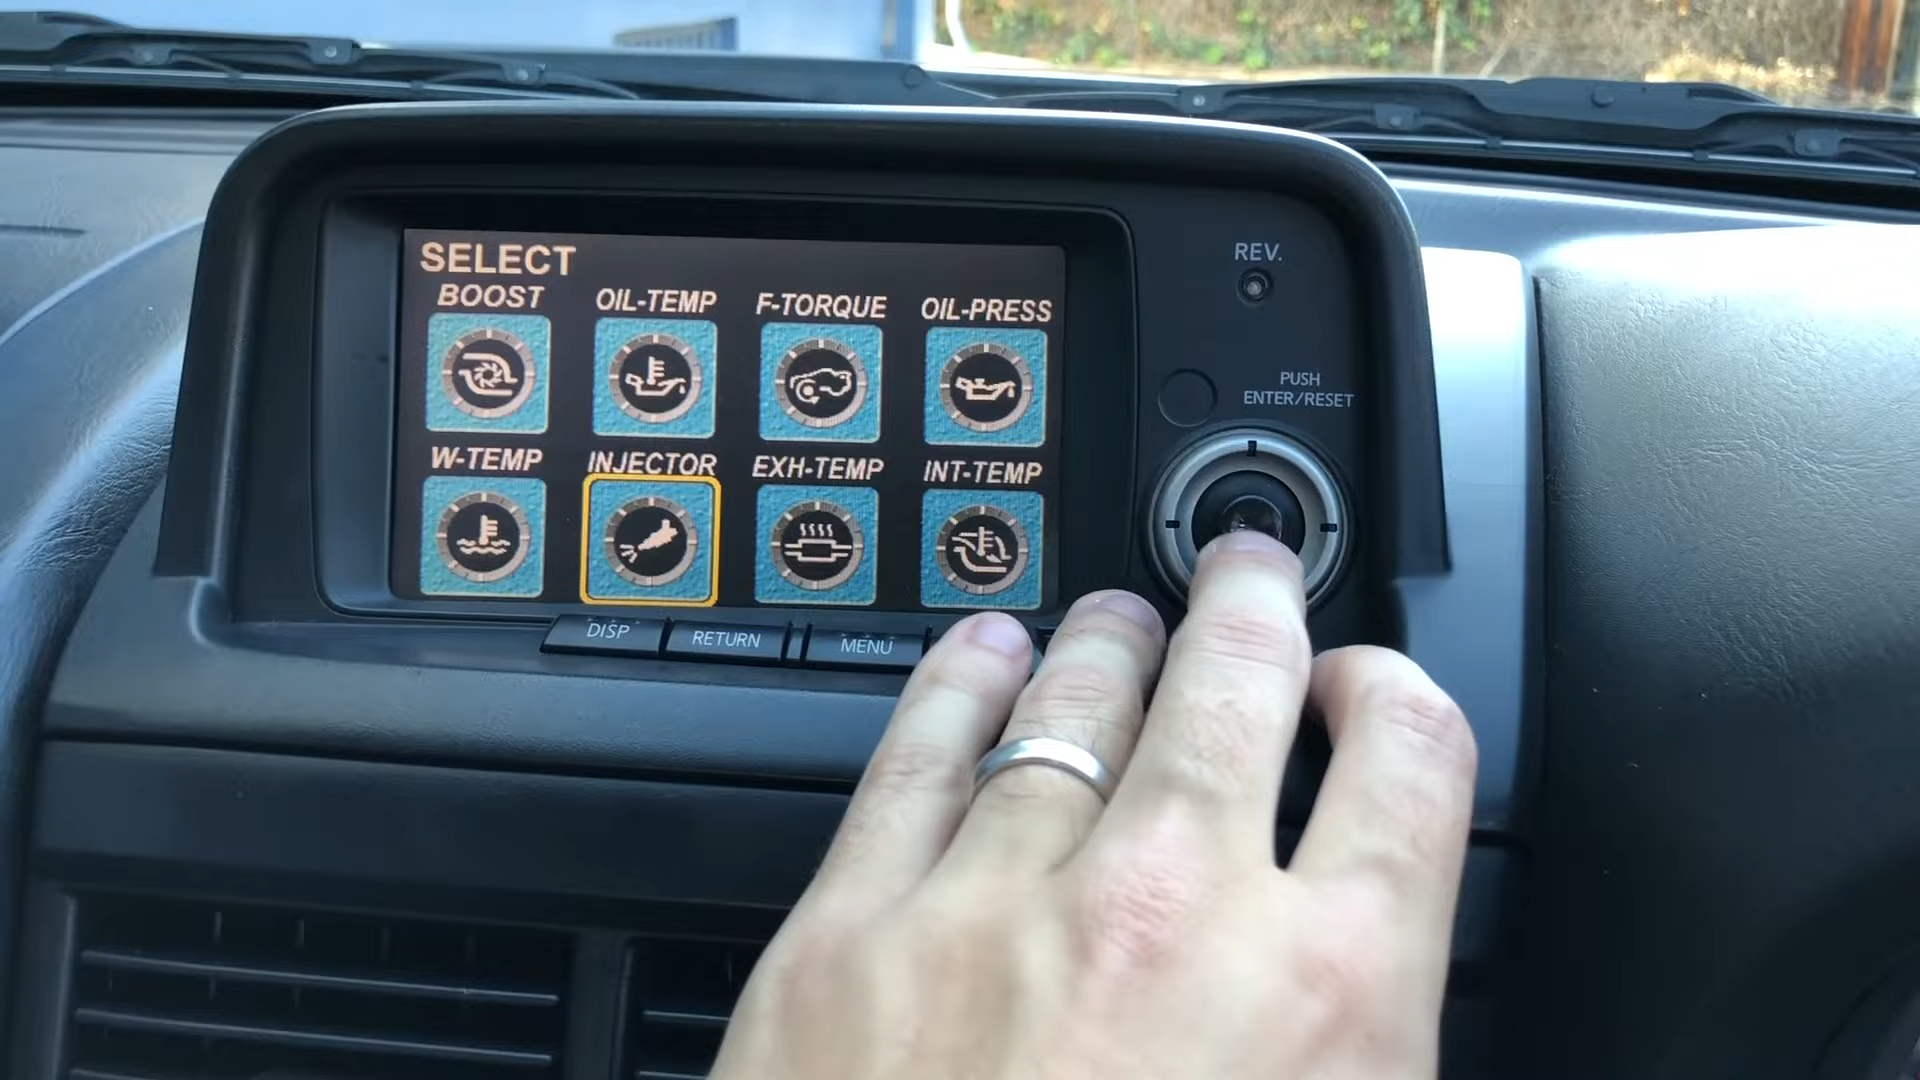 SELECT
BOOST OIL-TEMP F-TORQUE OIL-PRESS
W-TEMP INJECTOR EXH-TEMP INT-TEMP
REV.
PUSH
ENTER/RESET
DISP RETURN MENU